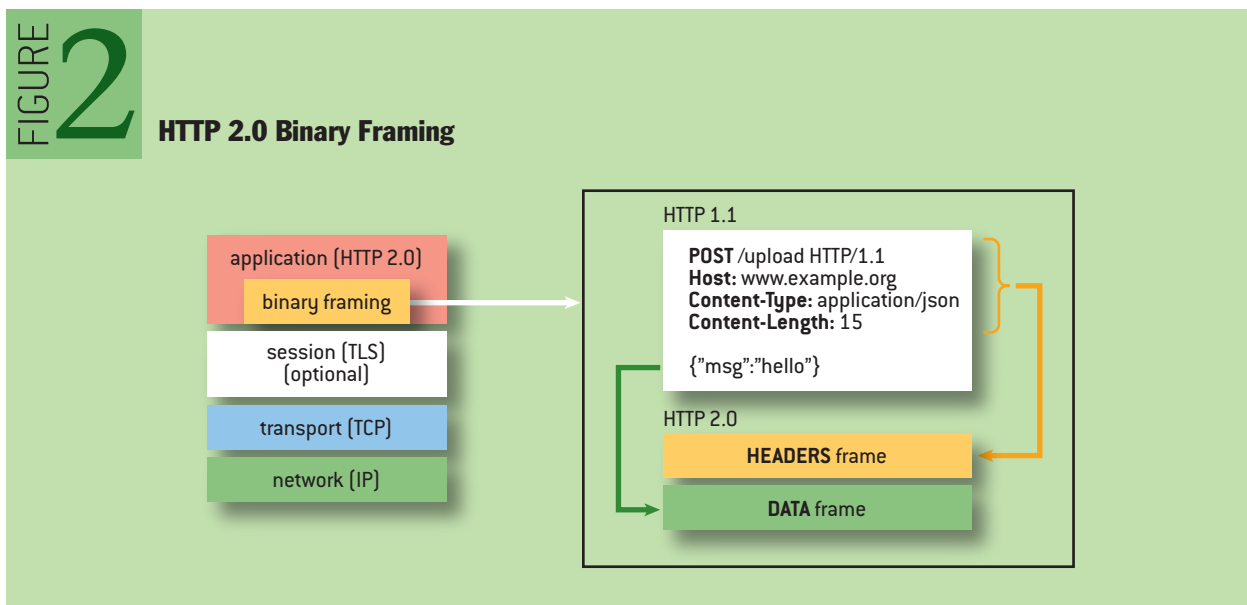 FIGURE
2
HTTP 2.0 Binary Framing
application (HTTP 2.0)
binary framing
session (TLS)
(optional)
transport (TCP)
network (IP)
HTTP 1.1
POST /upload HTTP/1.1
Host: www.example.org
Content-Type: application/json
Content-Length: 15
{”msg”:”hello”}
HTTP 2.0
HEADERS frame
DATA frame